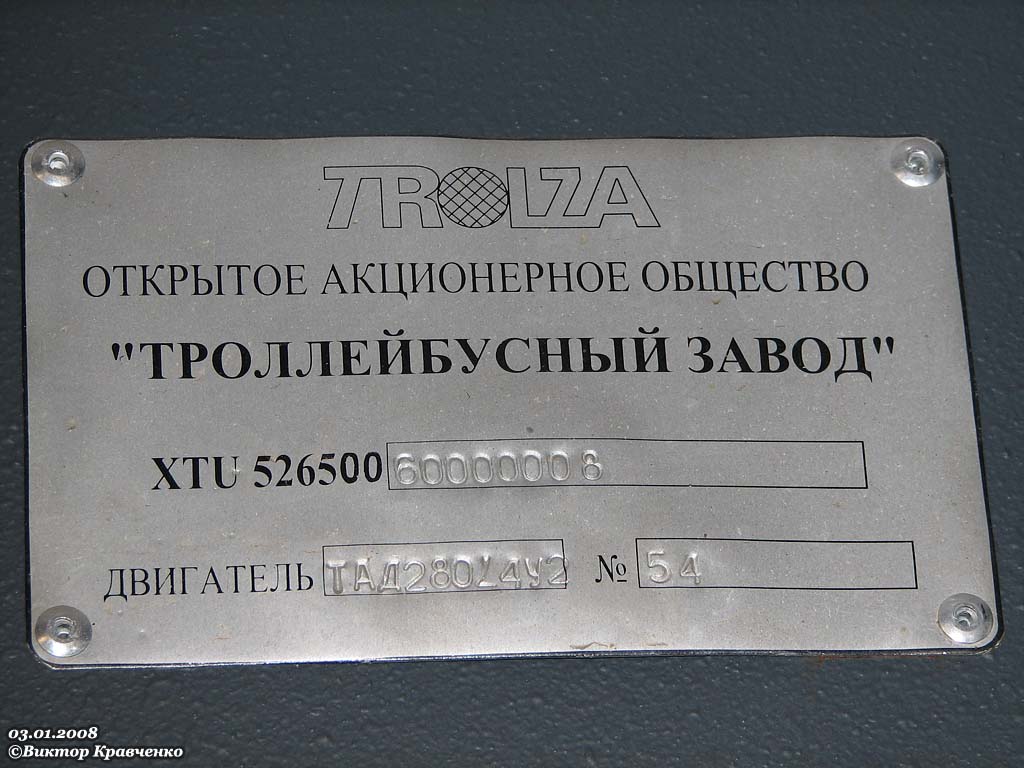 TROLZA
ОТКРЫТОЕ АКЦИОНЕРНОЕ ОБЩЕСТВО
"ТРОЛЛЕЙБУСНЫЙ ЗАВОД"
XTU 526500 60000008
ДВИГАТЕЛЬ ТАД280L4У2 № 54
03.01.2008
©Виктор Кравченко